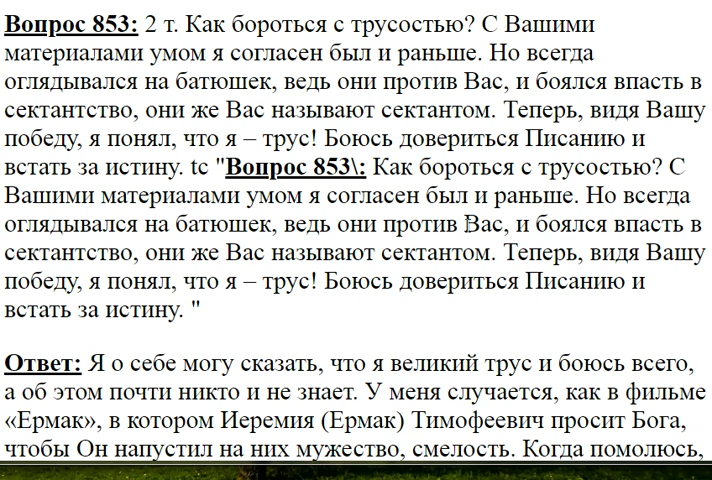 Вопрос 853: 2 т. Как бороться с трусостью? С Вашими
материалами умом я согласен был и раньше. Но всегда
оглядывался на батюшек, ведь они против Вас, и боялся впасть в
сектантство, они же Вас называют сектантом. Теперь, видя Вашу
победу, я понял, что я – трус! Боюсь довериться Писанию и
встать за истину. tc "Вопрос 853\: Как бороться с трусостью? С
Вашими материалами умом я согласен был и раньше. Но всегда
оглядывался на батюшек, ведь они против Вас, и боялся впасть в
сектантство, они же Вас называют сектантом. Теперь, видя Вашу
победу, я понял, что я – трус! Боюсь довериться Писанию и
встать за истину. "
Ответ: Я о себе могу сказать, что я великий трус и боюсь всего,
а об этом почти никто и не знает. У меня случается, как в фильме
«Ермак», в котором Иеремия (Ермак) Тимофеевич просит Бога,
чтобы Он напустил на них мужество, смелость. Когда помолюсь,